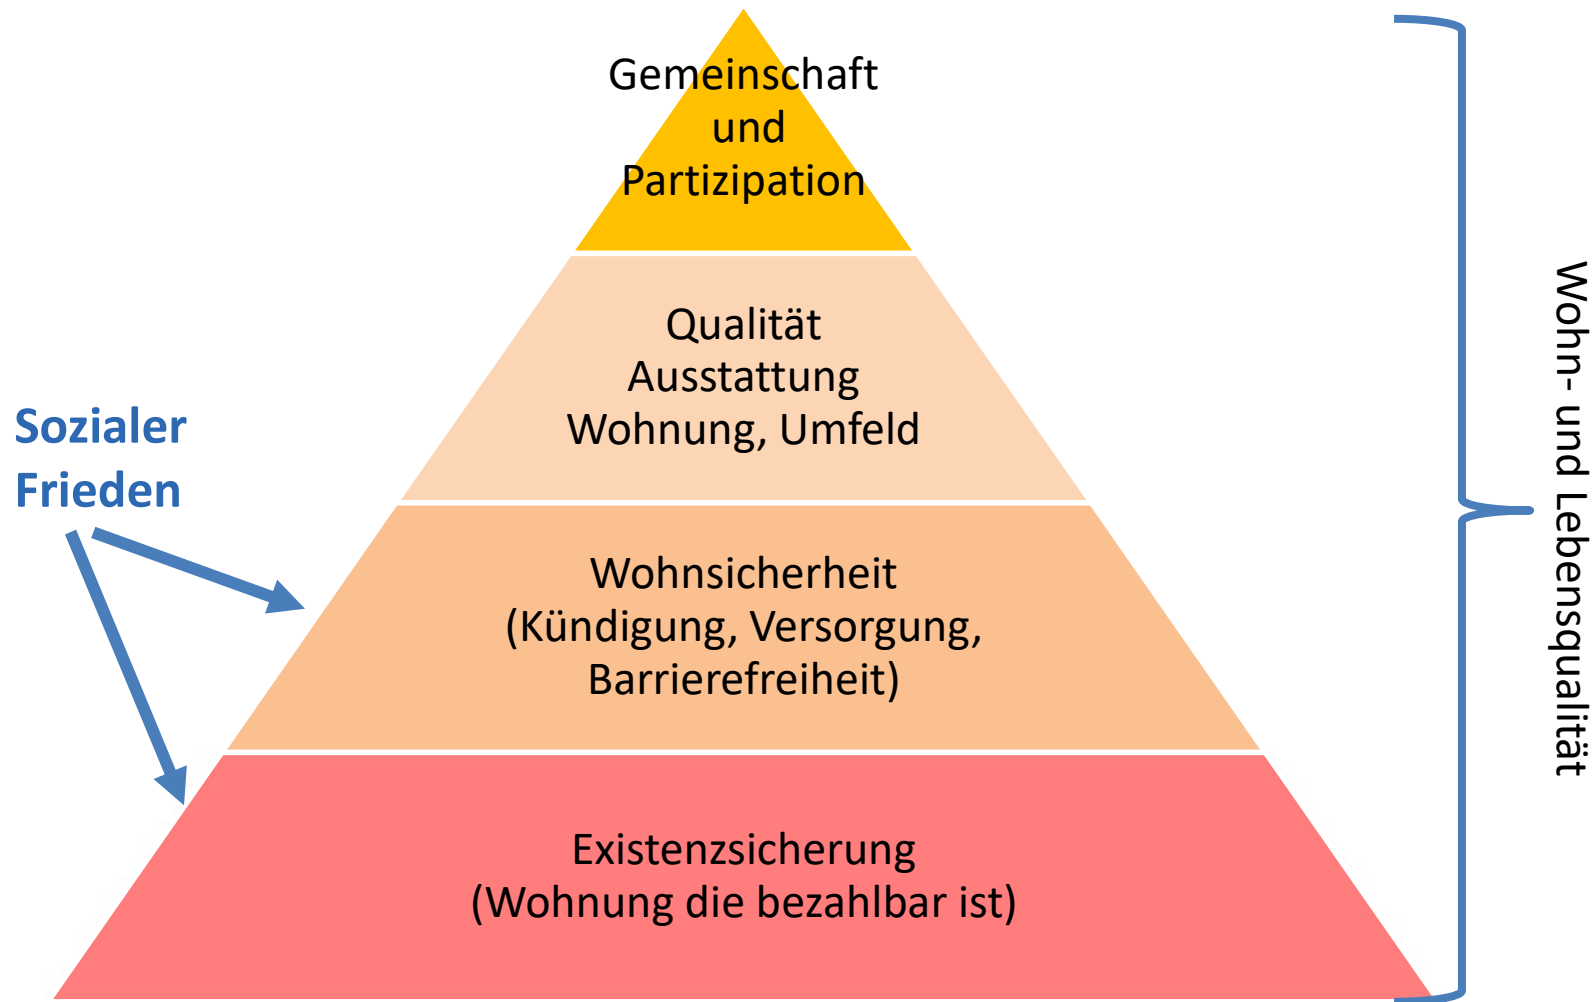 Gemeinschaft
und
Partizipation
Qualität
Ausstattung
Wohnung, Umfeld
Sozialer
Frieden
Wohnsicherheit
(Kündigung, Versorgung,
Barrierefreiheit)
Existenzsicherung
(Wohnung die bezahlbar ist)
Wohn- und Lebensqualität